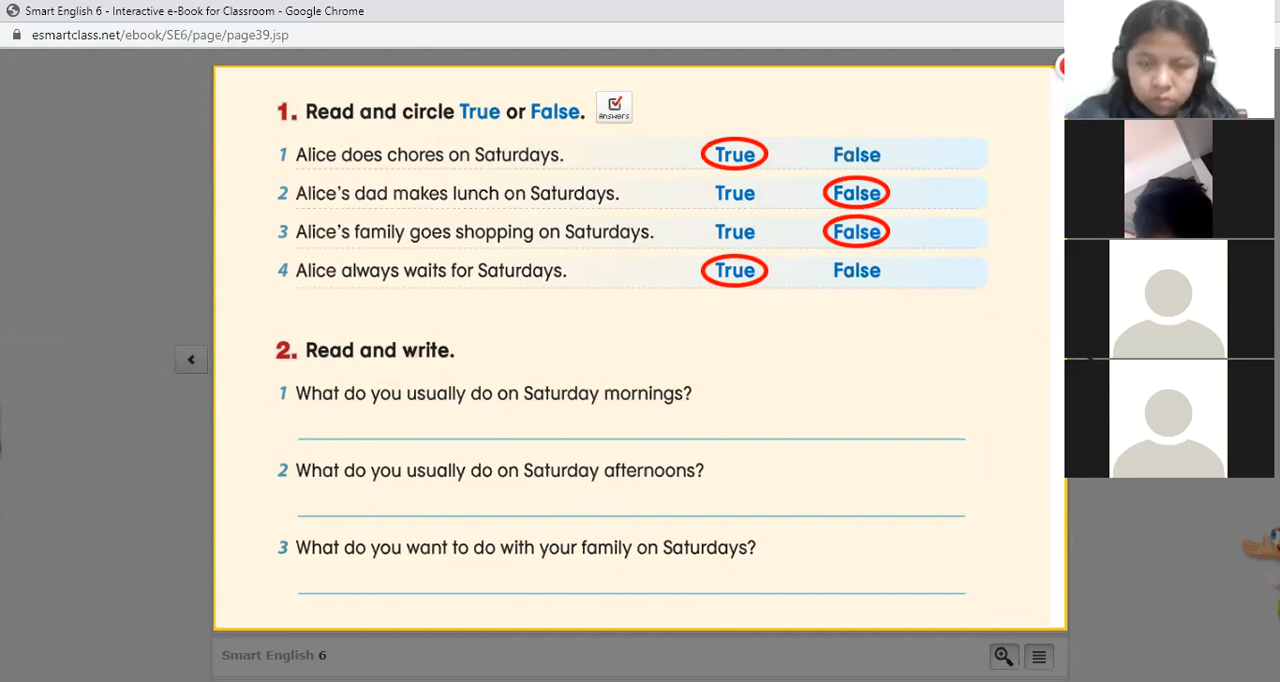 Smart English 6 - Interactive e-Book for Classroom - Google Chrome
esmartclass.net/ebook/SE6/page/page39.jsp
1. Read and circle True or False. Answers
1 Alice does chores on Saturdays. True False
2 Alice's dad makes lunch on Saturdays. True False
3 Alice's family goes shopping on Saturdays. True False
4 Alice always waits for Saturdays. True False
2. Read and write.
1 What do you usually do on Saturday mornings?
2 What do you usually do on Saturday afternoons?
3 What do you want to do with your family on Saturdays?
Smart English 6